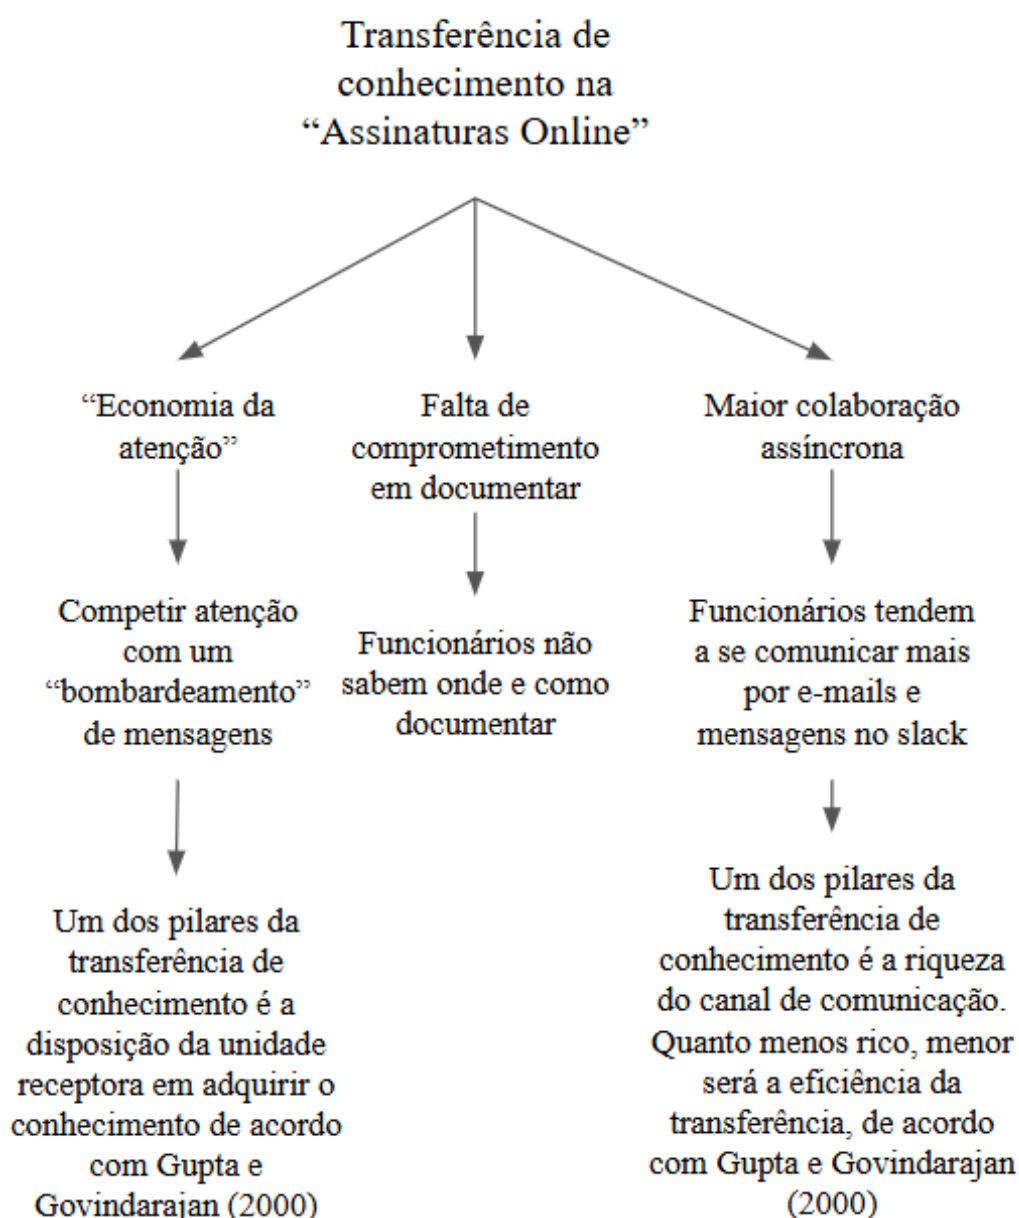 Transferência de
conhecimento na
“Assinaturas Online”
“Economia da
atenção”
Competir atenção
com um
“bombardeamento”
de mensagens
Um dos pilares da
transferência de
conhecimento é a
disposição da unidade
receptora em adquirir o
conhecimento de acordo
com Gupta e
Govindarajan (2000)
Falta de
comprometimento
em documentar
Funcionários não
sabem onde e como
documentar
Maior colaboração
assíncrona
Funcionários tendem
a se comunicar mais
por e-mails e
mensagens no slack
Um dos pilares da
transferência de
conhecimento é a riqueza
do canal de comunicação.
Quanto menos rico, menor
será a eficiência da
transferência, de acordo
com Gupta e Govindarajan
(2000)